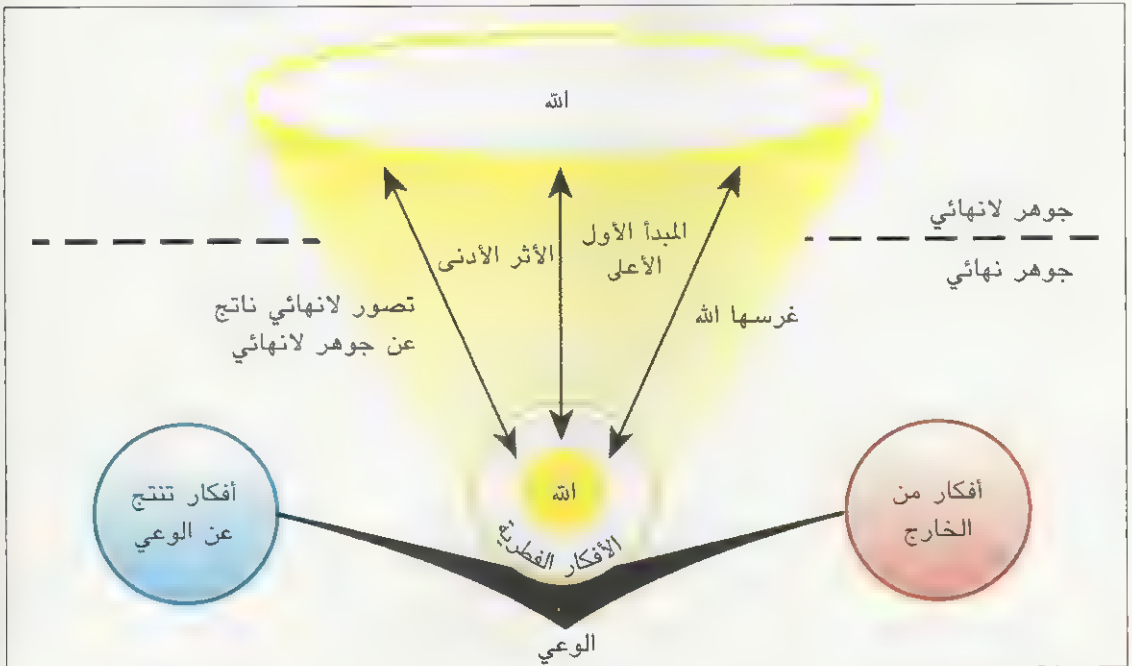 الله
جوهر لانهائي
جوهر نهائي
المبدأ الأول
الأعلى
الأثر الأدنى
غرسها الله
تصور لانهائي ناتج
عن جوهر لانهائي
أفكار من
الخارج
الله
الأفكار الفطرية
أفكار تنتج
عن الوعي
الوعي